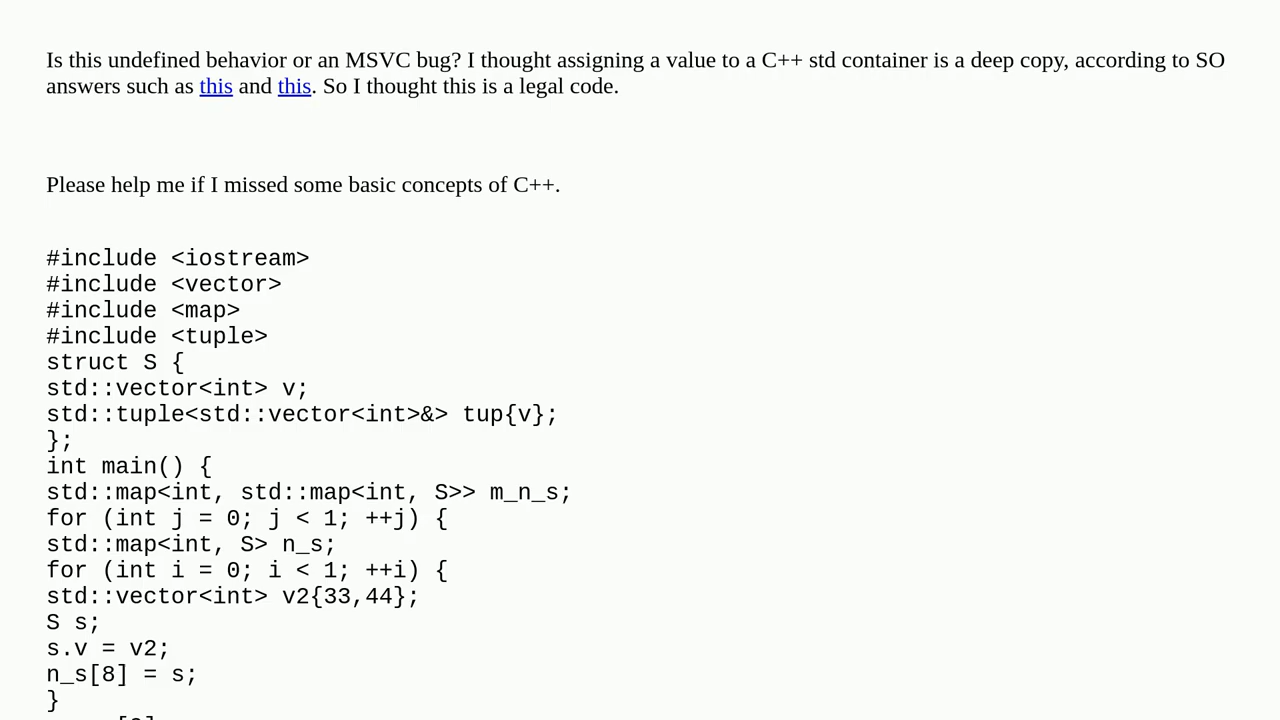 Is this undefined behavior or an MSVC bug? I thought assigning a value to a C++ std container is a deep copy, according to SO
answers such as this and this. So I thought this is a legal code.
Please help me if I missed some basic concepts of C++.
#include <iostream>
#include <vector>
#include <map>
#include <tuple>
struct S {
std::vector<int> v;
std::tuple<std::vector<int>&> tup{v};
};
int main() {
std::map<int, std::map<int, S>> m_n_s;
for (int j = 0; j < 1; ++j) {
std::map<int, S> n_s;
for (int i = 0; i < 1; ++i) {
std::vector<int> v2{33,44};
S s;
s.v = v2;
n_s[8] = s;
}